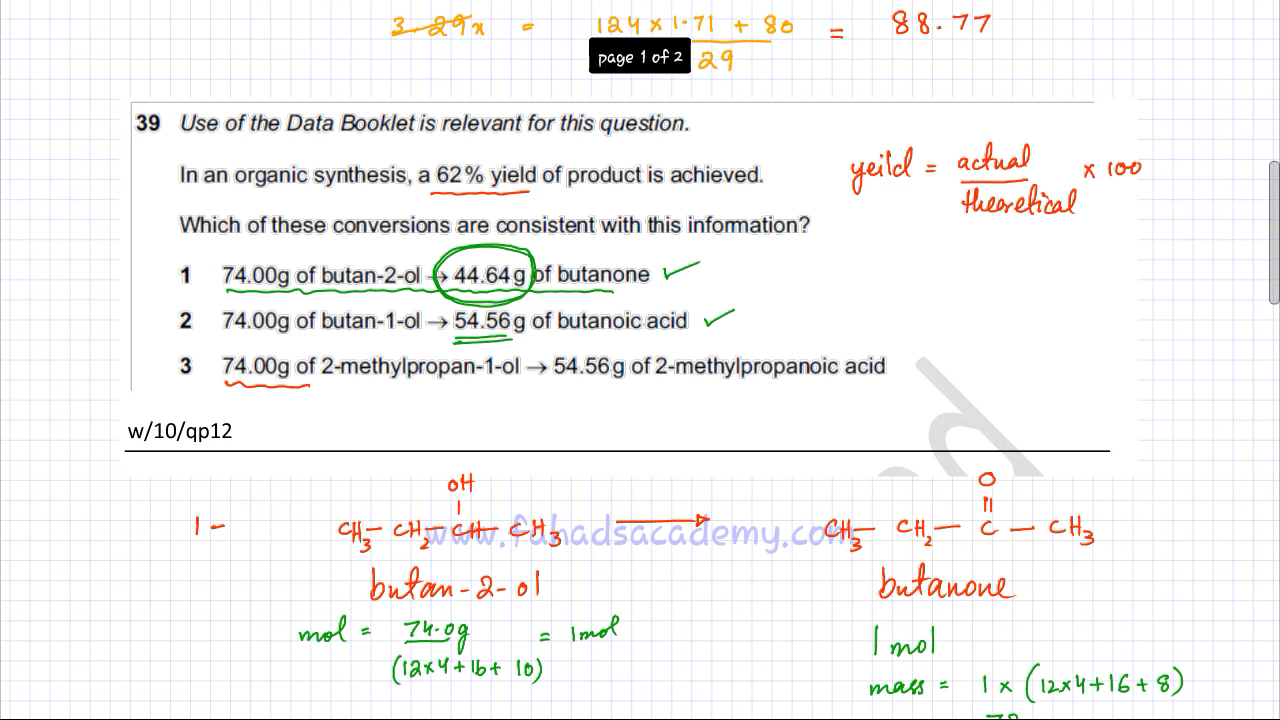 3.29x = 124 x 1.71 + 80 = 88.77
page 1 of 2
29
39 Use of the Data Booklet is relevant for this question.
In an organic synthesis, a 62% yield of product is achieved.
yeild = actual x 100
theoretical
Which of these conversions are consistent with this information?
1 74.00g of butan-2-ol → 44.64g of butanone ✓
2 74.00g of butan-1-ol → 54.56g of butanoic acid ✓
3 74.00g of 2-methylpropan-1-ol → 54.56g of 2-methylpropanoic acid
w/10/qp12
OH
O
1 - CH3 - CH2 - CH - CH3 → CH3 - CH2 - C - CH3
www.fahadsacademy.com
butan-2-ol butanone
mol = 74.0g = 1mol
(12x4+16+10)
1 mol
mass = 1 x (12x4+16+8)